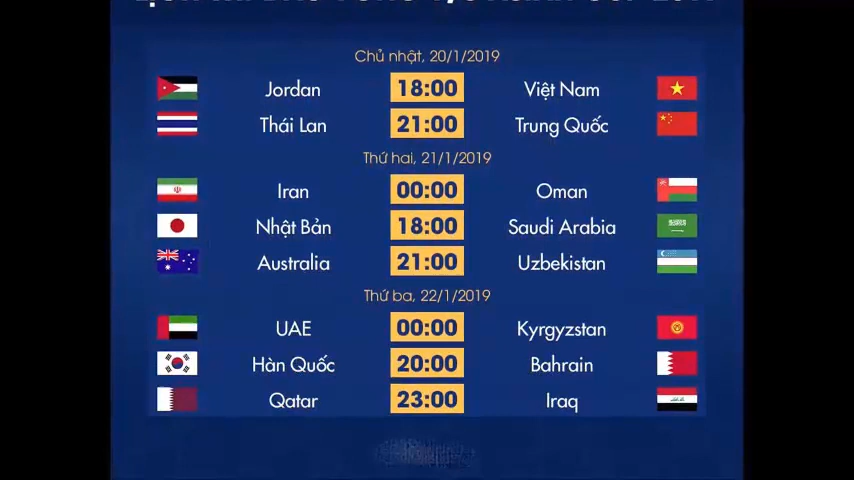 Chủ nhật, 20/1/2019
Jordan 18:00 Việt Nam
Thái Lan 21:00 Trung Quốc
Thứ hai, 21/1/2019
Iran 00:00 Oman
Nhật Bản 18:00 Saudi Arabia
Australia 21:00 Uzbekistan
Thứ ba, 22/1/2019
UAE 00:00 Kyrgyzstan
Hàn Quốc 20:00 Bahrain
Qatar 23:00 Iraq